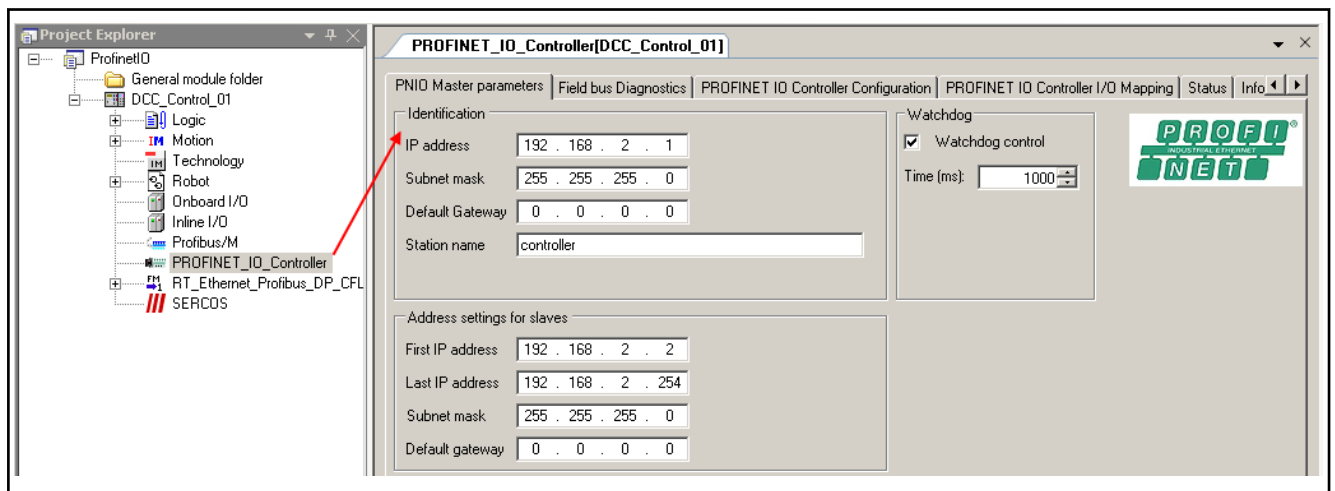 Project Explorer
ProfinetIO
General module folder
DCC_Control_01
Logic
IM Motion
IM Technology
Robot
Onboard I/O
Inline I/O
Profibus/M
PROFINET_IO_Controller
FM1 RT_Ethernet_Profibus_DP_CFL
SERCOS
PROFINET_IO_Controller[DCC_Control_01]
PNIO Master parameters Field bus Diagnostics PROFINET IO Controller Configuration PROFINET IO Controller I/O Mapping Status Info
Identification
IP address 192 . 168 . 2 . 1
Subnet mask 255 . 255 . 255 . 0
Default Gateway 0 . 0 . 0 . 0
Station name controller
Watchdog
Watchdog control
Time (ms): 1000
PROFI®
INDUSTRIAL ETHERNET
NET
Address settings for slaves
First IP address 192 . 168 . 2 . 2
Last IP address 192 . 168 . 2 . 254
Subnet mask 255 . 255 . 255 . 0
Default gateway 0 . 0 . 0 . 0